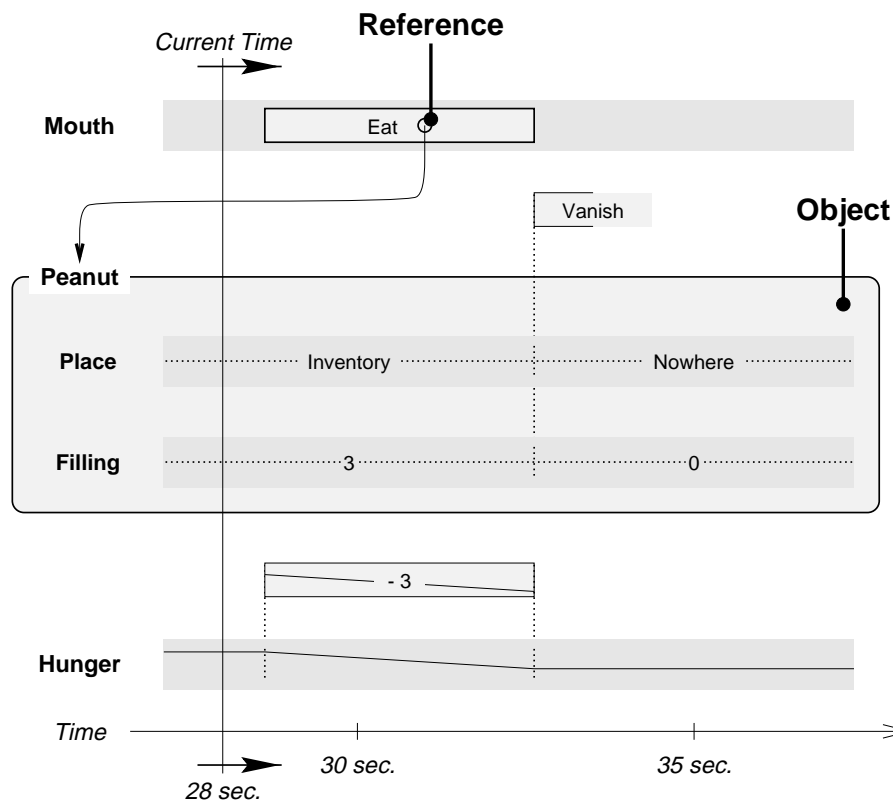 Reference
Current Time
Mouth
Eat
Vanish
Object
Peanut
Place
Inventory
Nowhere
Filling
3
0
- 3
Hunger
Time
30 sec.
35 sec.
28 sec.